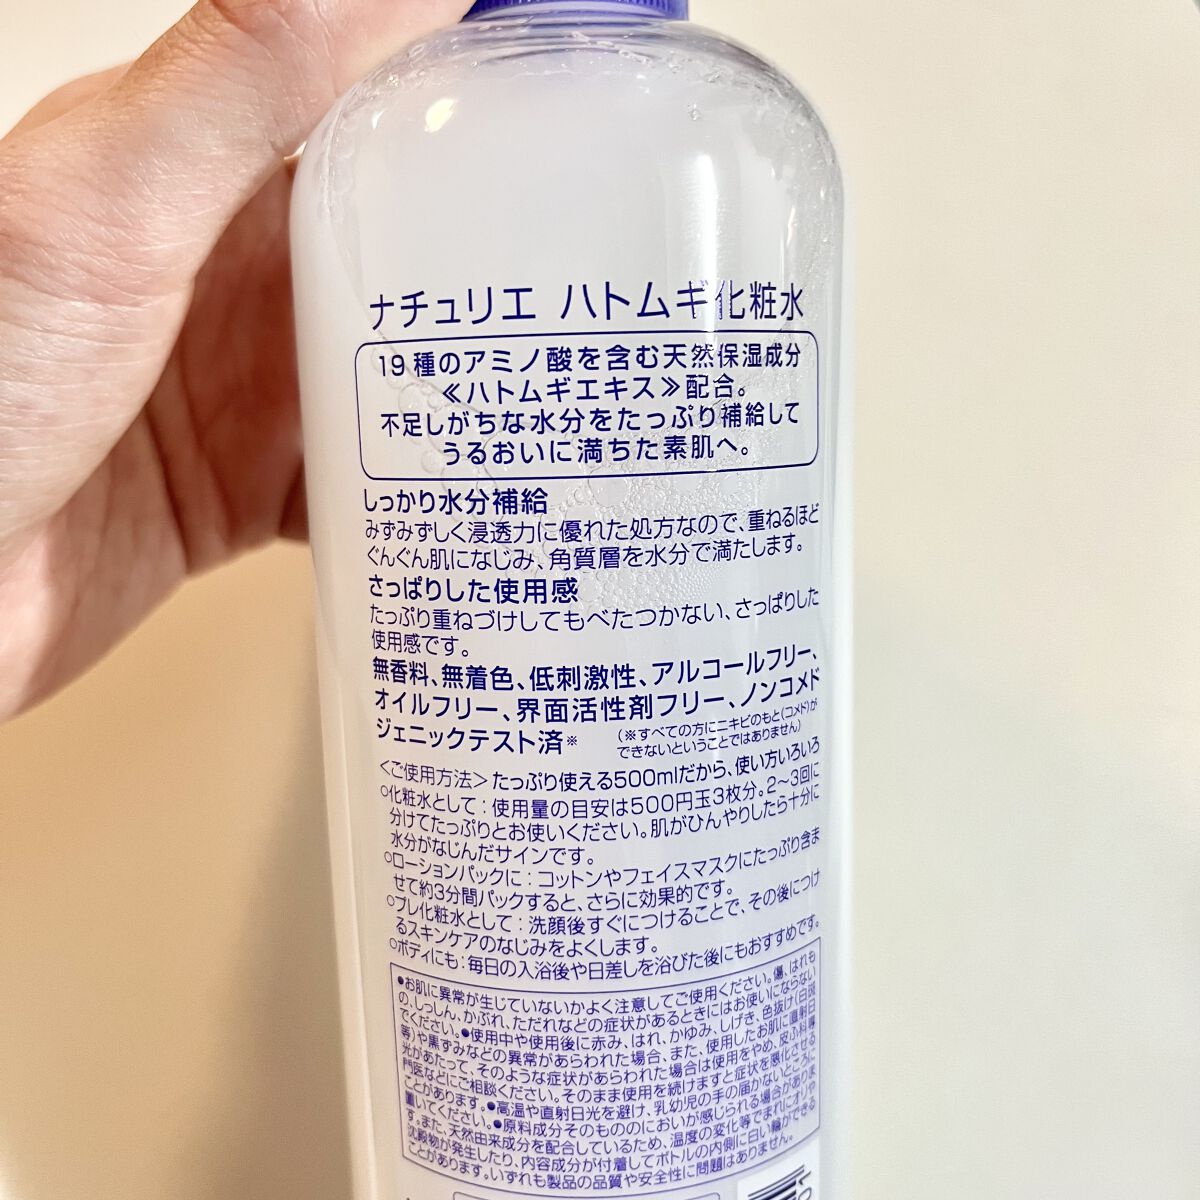 ナチュリエ ハトムギ化粧水
19種のアミノ酸を含む天然保湿成分
≪ハトムギエキス≫配合。
不足しがちな水分をたっぷり補給して
うるおいに満ちた素肌へ。
しっかり水分補給
みずみずしく浸透力に優れた処方なので、重ねるほど
ぐんぐん肌になじみ、角質層を水分で満たします。
さっぱりした使用感
たっぷり重ねづけしてもべたつかない、さっぱりした
使用感です。
無香料、無着色、低刺激性、アルコールフリー、
オイルフリー、界面活性剤フリー、ノンコメド
ジェニックテスト済※
(※すべての方にニキビのもと(コメド)が
できないということではありません)
<ご使用方法>たっぷり使える500mlだから、使い方いろいろ
○化粧水として：使用量の目安は500円玉3枚分。2〜3回に
分けてたっぷりとお使いください。肌がひんやりしたら十分に
水分がなじんだサインです。
○ローションパックに：コットンやフェイスマスクにたっぷり含ま
せて約3分間パックすると、さらに効果的です。
○プレ化粧水として：洗顔後すぐにつけることで、その後につけ
るスキンケアのなじみをよくします。
○ボディにも：毎日の入浴後や日差しを浴びた後にもおすすめです。
●お肌に異常が生じていないかよく注意してご使用ください。傷、はれも
の、しっしん、かぶれ、ただれなどの症状があるときにはお使いにならない
でください。●使用中や使用後に赤み、はれ、かゆみ、しげき、色抜け(白斑
等)や黒ずみなどの異常があらわれた場合、また、使用したお肌に直射日
光があたって、そのような症状があらわれた場合は使用をやめ、皮ふ科専
門医などにご相談ください。そのまま使用を続けますと症状を悪化させる
ことがあります。●高温や直射日光を避け、乳幼児の手の届かないところに
置いてください。●原料成分そのもののにおいが感じられる場合がありま
す。また、天然由来成分を配合しているため、温度の変化等でまれにオリや
沈殿物が発生したり、内容成分が付着してボトルの内側に白い輪ができる
ことがあります。いずれも製品の品質や安全性に問題はありません。